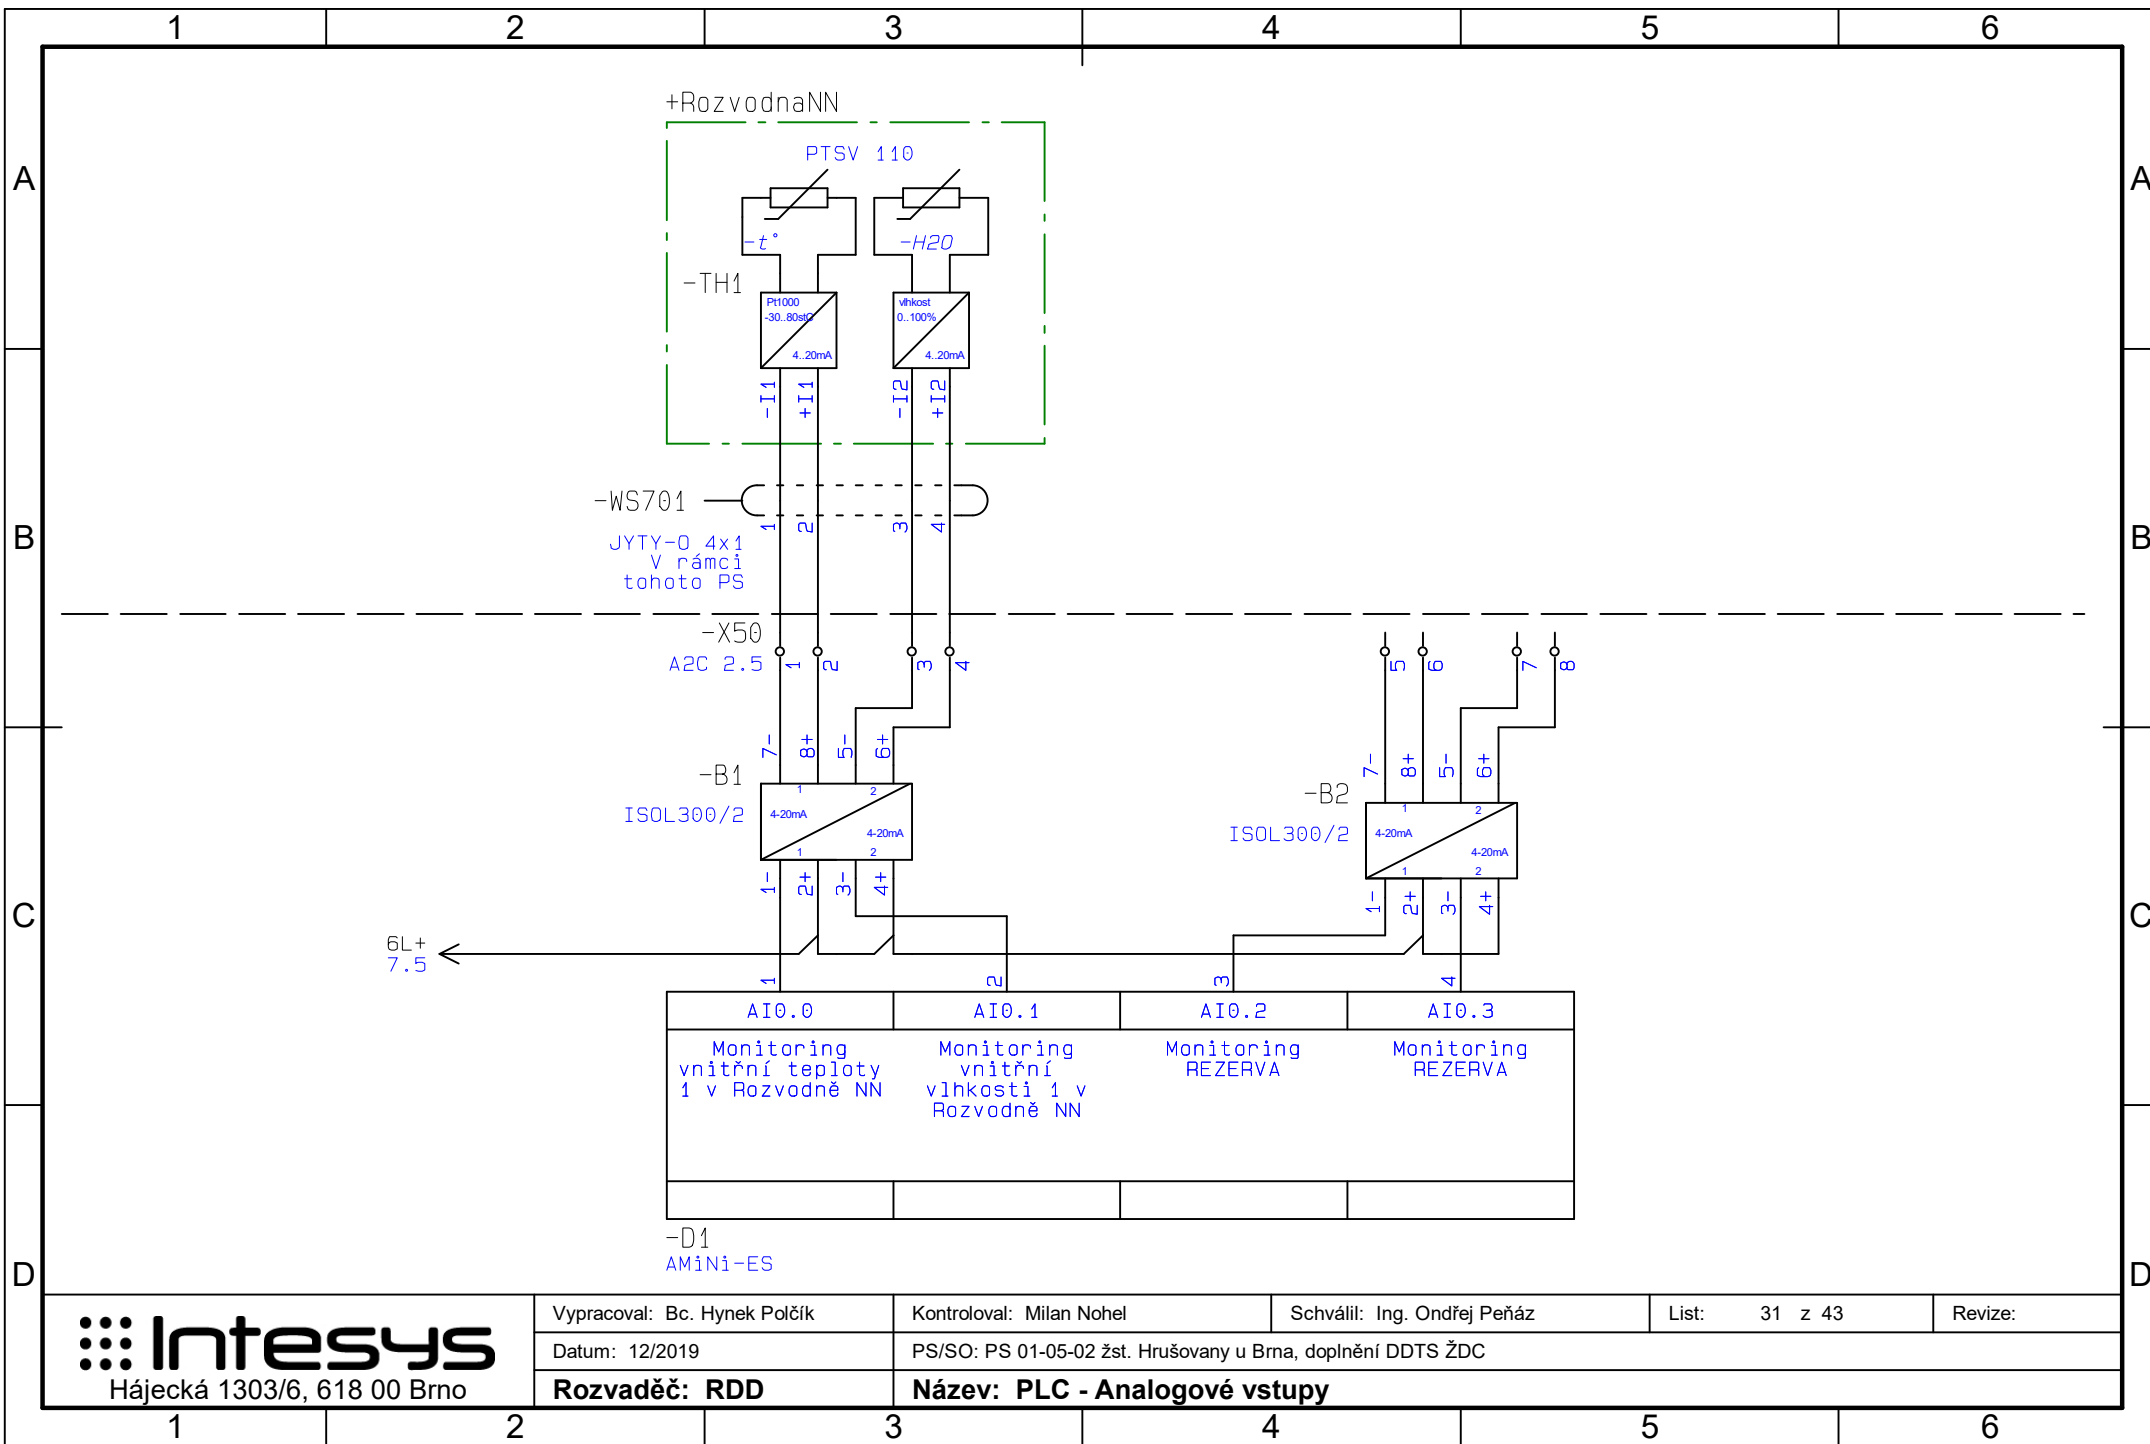 1 2 3 4 5 6
+RozvodnaNN
PTSV 110
A A
-t° -H2O
-TH1
Pt1000 vlhkost
-30..80stC 0..100%
4..20mA 4..20mA
-I1 +I1 -I2 +I2
-WS701
1 2 3 4
B B
JYTY-O 4x1
V rámci
tohoto PS
-X50
A2C 2.5 1 2 3 4 5 6 7 8
7- 8+ 5- 6+ 7- 8+ 5- 6+
-B1 -B2
1 2 1 2
ISOL300/2 4-20mA 4-20mA
ISOL300/2 4-20mA 4-20mA
1 2 1 2
1- 2+ 3- 4+ 1- 2+ 3- 4+
C C
6L+
7.5
1 2 3 4
AI0.0 AI0.1 AI0.2 AI0.3
Monitoring
vnitřní teploty
1 v Rozvodně NN
Monitoring
vnitřní
vlhkosti 1 v
Rozvodně NN
Monitoring
REZERVA
Monitoring
REZERVA
-D1
AMiNi-ES
D D
Intesys
Hájecká 1303/6, 618 00 Brno
Vypracoval: Bc. Hynek Polčík Kontroloval: Milan Nohel Schválil: Ing. Ondřej Peňáz List: 31 z 43 Revize:
Datum: 12/2019 PS/SO: PS 01-05-02 žst. Hrušovany u Brna, doplnění DDTS ŽDC
Rozvaděč: RDD Název: PLC - Analogové vstupy
1 2 3 4 5 6